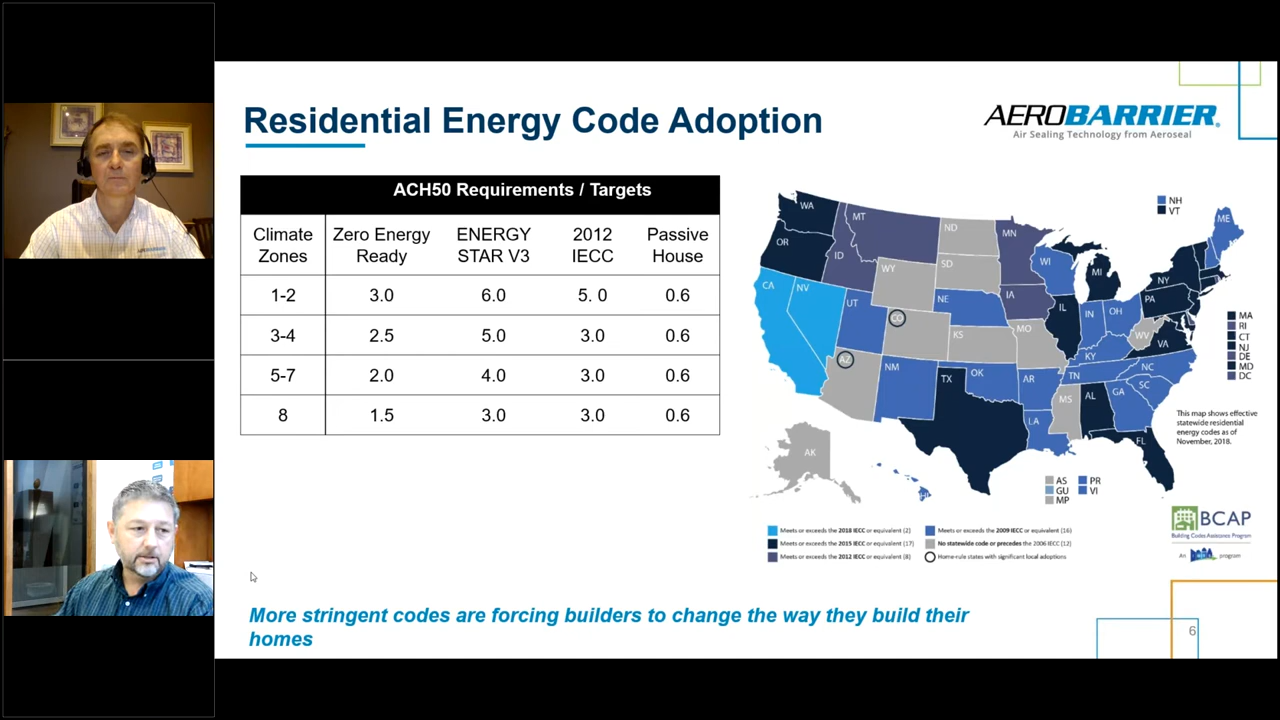 Residential Energy Code Adoption
AEROBARRIER®
Air Sealing Technology from Aeroseal
ACH50 Requirements / Targets
Climate Zones Zero Energy Ready ENERGY STAR V3 2012 IECC Passive House
1-2 3.0 6.0 5. 0 0.6
3-4 2.5 5.0 3.0 0.6
5-7 2.0 4.0 3.0 0.6
8 1.5 3.0 3.0 0.6
NH
VT
WA
MT
ND
MN
ME
OR
ID
SD
WI
WY
MI
NY
CA
NV
UT
NE
IA
IL
IN
OH
PA
CO
KS
MO
WV
VA
KY
AZ
NM
TX
OK
AR
TN
NC
SC
MS
AL
GA
LA
FL
AK
HI
MA
RI
CT
NJ
DE
MD
DC
This map shows effective
statewide residential
energy codes as of
November, 2018.
AS PR
GU VI
MP
Meets or exceeds the 2018 IECC or equivalent (2)
Meets or exceeds the 2009 IECC or equivalent (16)
Meets or exceeds the 2015 IECC or equivalent (17)
No statewide code or precedes the 2006 IECC (12)
Meets or exceeds the 2012 IECC or equivalent (8)
Home-rule states with significant local adoptions
BCAP
Building Codes Assistance Program
An program
More stringent codes are forcing builders to change the way they build their
homes
6